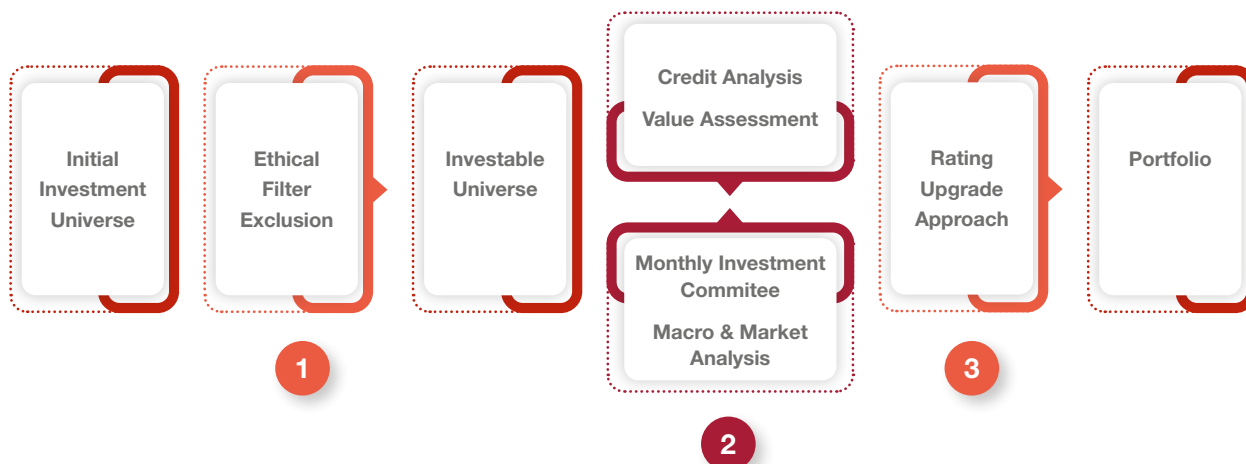 Initial
Investment
Universe
Ethical
Filter
Exclusion
1
Investable
Universe
Credit Analysis
Value Assessment
Monthly Investment
Commitee
Macro & Market
Analysis
2
Rating
Upgrade
Approach
3
Portfolio